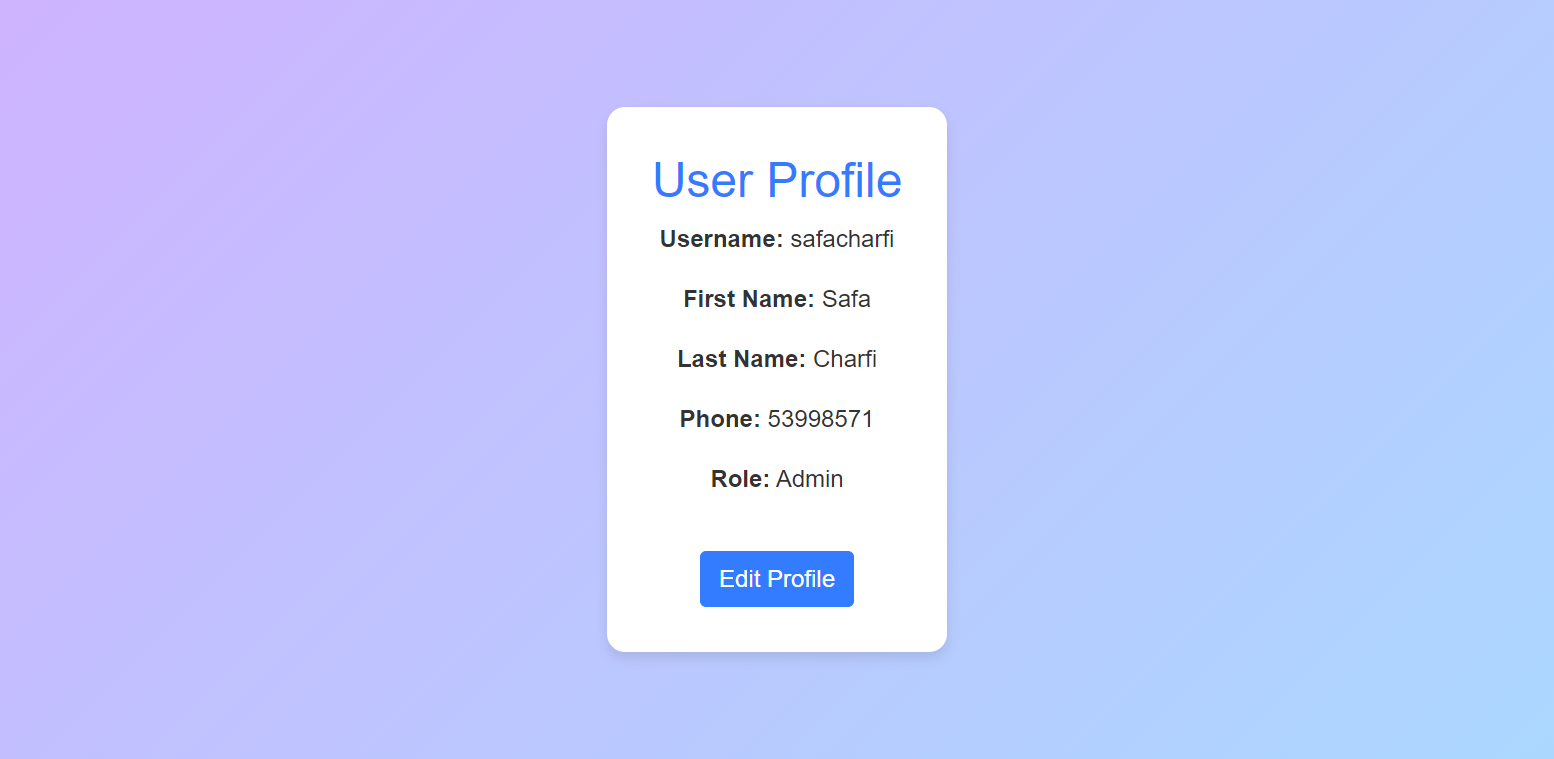 User Profile
Username: safacharfi
First Name: Safa
Last Name: Charfi
Phone: 53998571
Role: Admin
Edit Profile